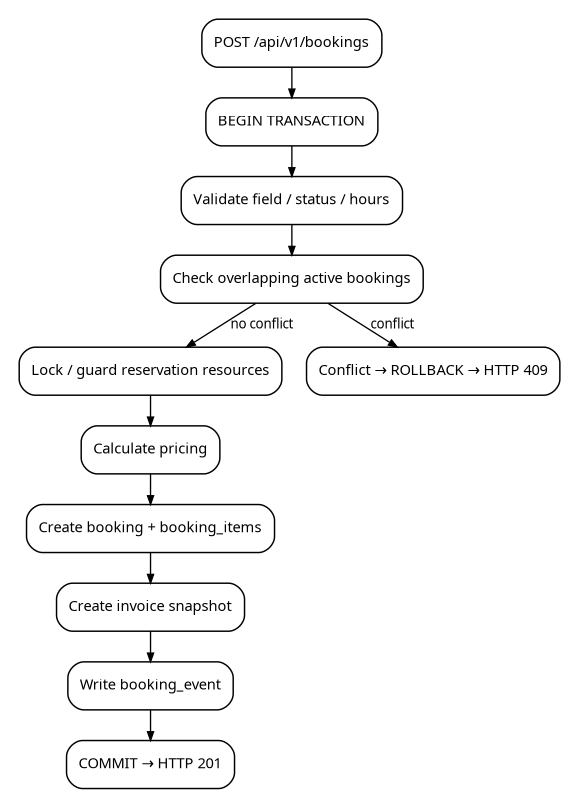 POST /api/v1/bookings
BEGIN TRANSACTION
Validate field / status / hours
Check overlapping active bookings
no conflict
conflict
Lock / guard reservation resources
Conflict → ROLLBACK → HTTP 409
Calculate pricing
Create booking + booking_items
Create invoice snapshot
Write booking_event
COMMIT → HTTP 201